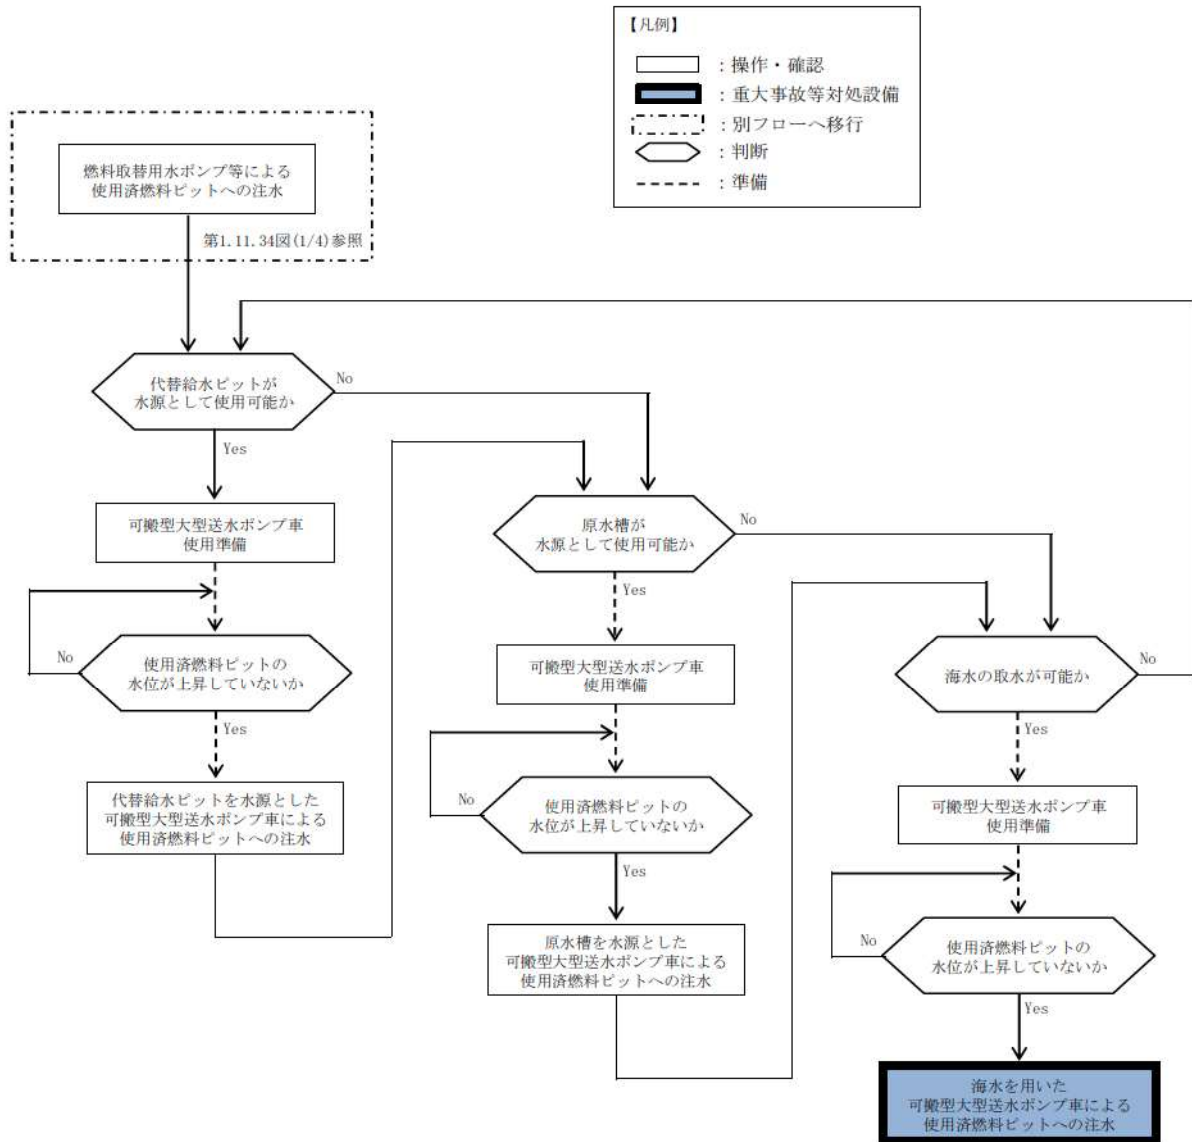 【凡例】
：操作・確認
：重大事故等対処設備
：別フローへ移行
：判断
：準備
燃料取替用水ポンプ等による
使用済燃料ピットへの注水
第1.11.34図(1/4)参照
代替給水ピットが
水源として使用可能か
No
Yes
可搬型大型送水ポンプ車
使用準備
使用済燃料ピットの
水位が上昇していないか
No
Yes
代替給水ピットを水源とした
可搬型大型送水ポンプ車による
使用済燃料ピットへの注水
原水槽が
水源として使用可能か
No
Yes
可搬型大型送水ポンプ車
使用準備
使用済燃料ピットの
水位が上昇していないか
No
Yes
原水槽を水源とした
可搬型大型送水ポンプ車による
使用済燃料ピットへの注水
海水の取水が可能か
No
Yes
可搬型大型送水ポンプ車
使用準備
使用済燃料ピットの
水位が上昇していないか
No
Yes
海水を用いた
可搬型大型送水ポンプ車による
使用済燃料ピットへの注水